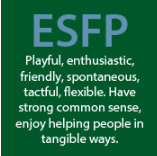 ESFP
Playful, enthusiastic,
friendly, spontaneous,
tactful, flexible. Have
strong common sense,
enjoy helping people in
tangible ways.